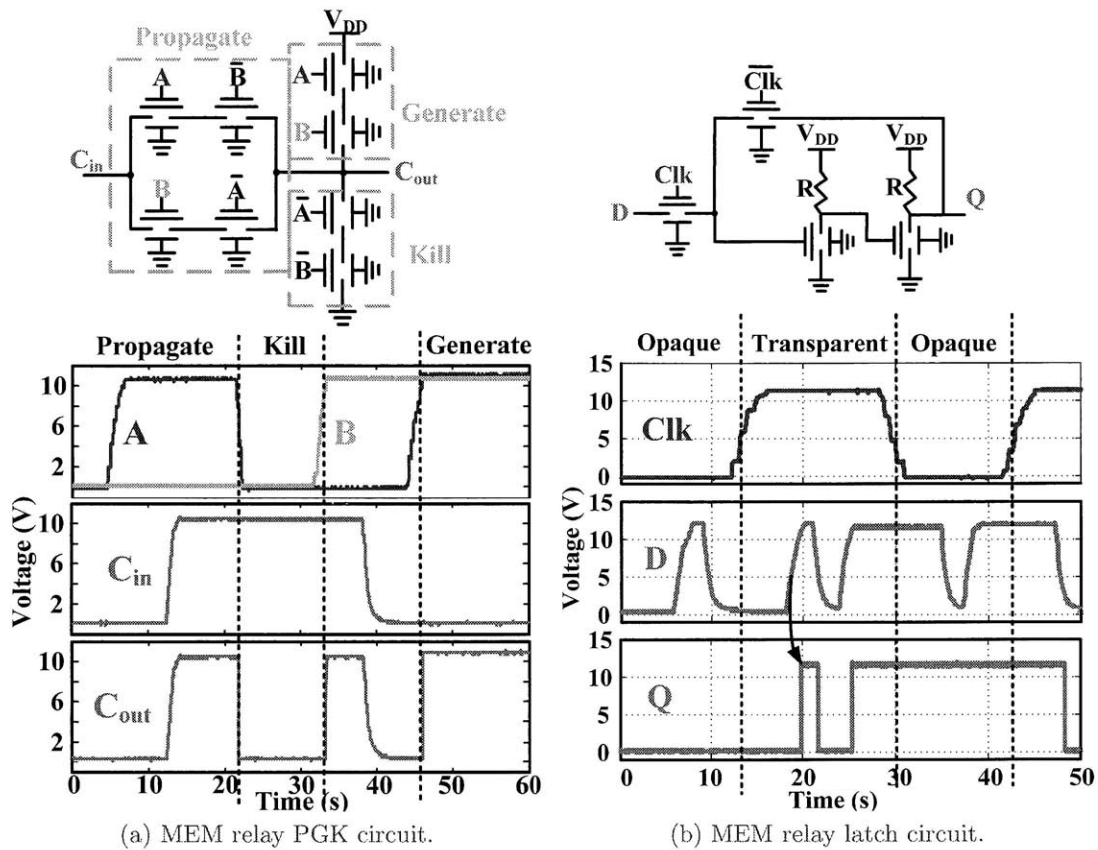 Propagate
V_DD
A
B̅
A
Generate
B
C_in
C_out
B
A̅
A̅
Kill
B̅
Propagate
Kill
Generate
10
6
2
A
B
Voltage (V)
10
6
2
C_in
10
6
2
C_out
0
10
20
30
40
50
60
Time (s)
(a) MEM relay PGK circuit.
C̅l̅k̅
V_DD
V_DD
Clk
R
R
D
Q
Opaque
Transparent
Opaque
15
10
5
0
Clk
Voltage (V)
15
10
5
0
D
15
10
5
0
Q
0
10
20
30
40
50
Time (s)
(b) MEM relay latch circuit.